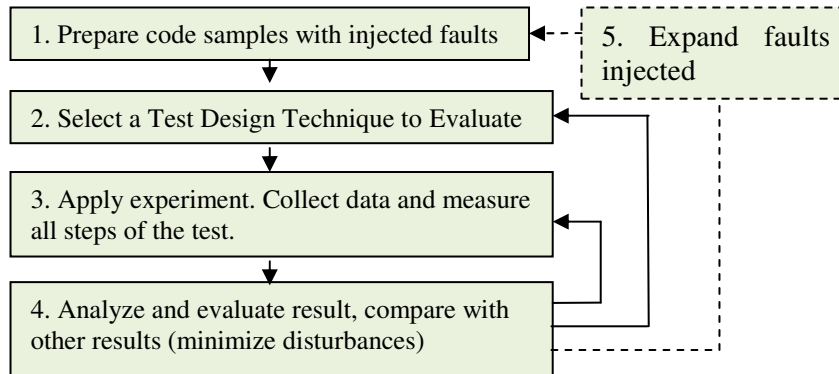 1. Prepare code samples with injected faults
5. Expand faults
injected
2. Select a Test Design Technique to Evaluate
3. Apply experiment. Collect data and measure
all steps of the test.
4. Analyze and evaluate result, compare with
other results (minimize disturbances)